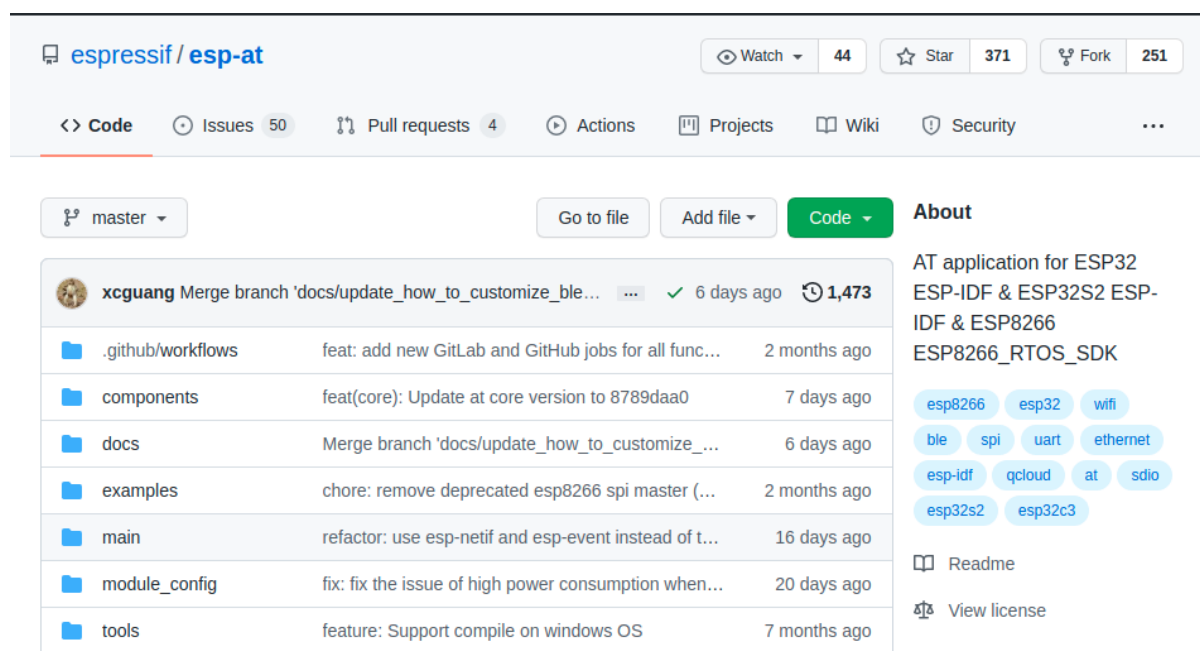 espressif / esp-at
Watch 44 Star 371 Fork 251
Code Issues 50 Pull requests 4 Actions Projects Wiki Security ...
master Go to file Add file Code
xcguang Merge branch 'docs/update_how_to_customize_ble... ... 6 days ago 1,473
.github/workflows feat: add new GitLab and GitHub jobs for all func... 2 months ago
components feat(core): Update at core version to 8789daa0 7 days ago
docs Merge branch 'docs/update_how_to_customize_... 6 days ago
examples chore: remove deprecated esp8266 spi master (... 2 months ago
main refactor: use esp-netif and esp-event instead of t... 16 days ago
module_config fix: fix the issue of high power consumption when... 20 days ago
tools feature: Support compile on windows OS 7 months ago
About
AT application for ESP32
ESP-IDF & ESP32S2 ESP-
IDF & ESP8266
ESP8266_RTOS_SDK
esp8266 esp32 wifi
ble spi uart ethernet
esp-idf qcloud at sdio
esp32s2 esp32c3
Readme
View license